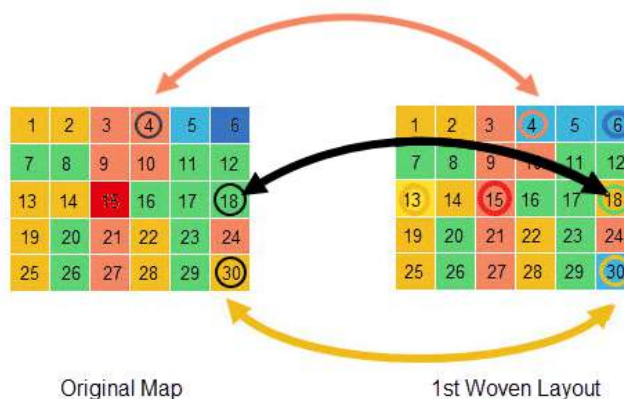 1 2 3 4 5 6 1 2 3 4 5 6
7 8 9 10 11 12 7 8 9 10 11 12
13 14 15 16 17 18 13 14 15 16 17 18
19 20 21 22 23 24 19 20 21 22 23 24
25 26 27 28 29 30 25 26 27 28 29 30
Original Map 1st Woven Layout